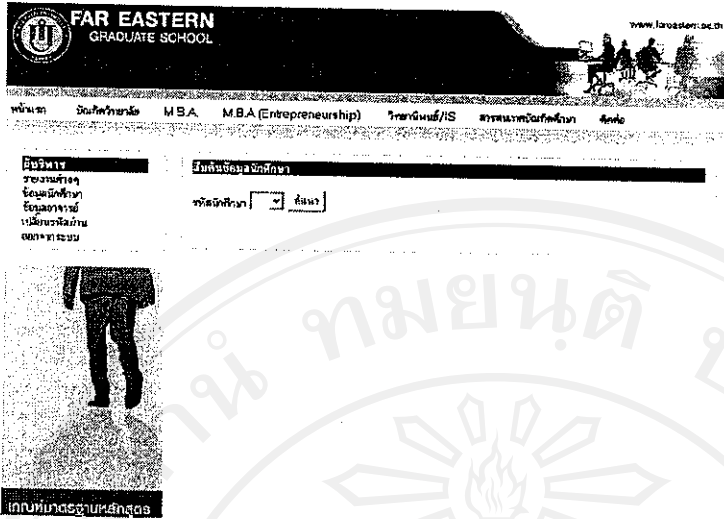 FAR EASTERN
GRADUATE SCHOOL
www.fareastern.ac.th
หน้าแรก บัณฑิตวิทยาลัย M.B.A. M.B.A (Entrepreneurship) วิทยานิพนธ์/IS สารสนเทศบัณฑิตศึกษา ติดต่อ
ผู้บริหาร
รายงานต่างๆ
ข้อมูลนักศึกษา
ข้อมูลอาจารย์
เปลี่ยนรหัสผ่าน
ออกจากระบบ
สืบค้นข้อมูลนักศึกษา
รหัสนักศึกษา ค้นหา
เกณฑ์มาตรฐานหลักสูตร